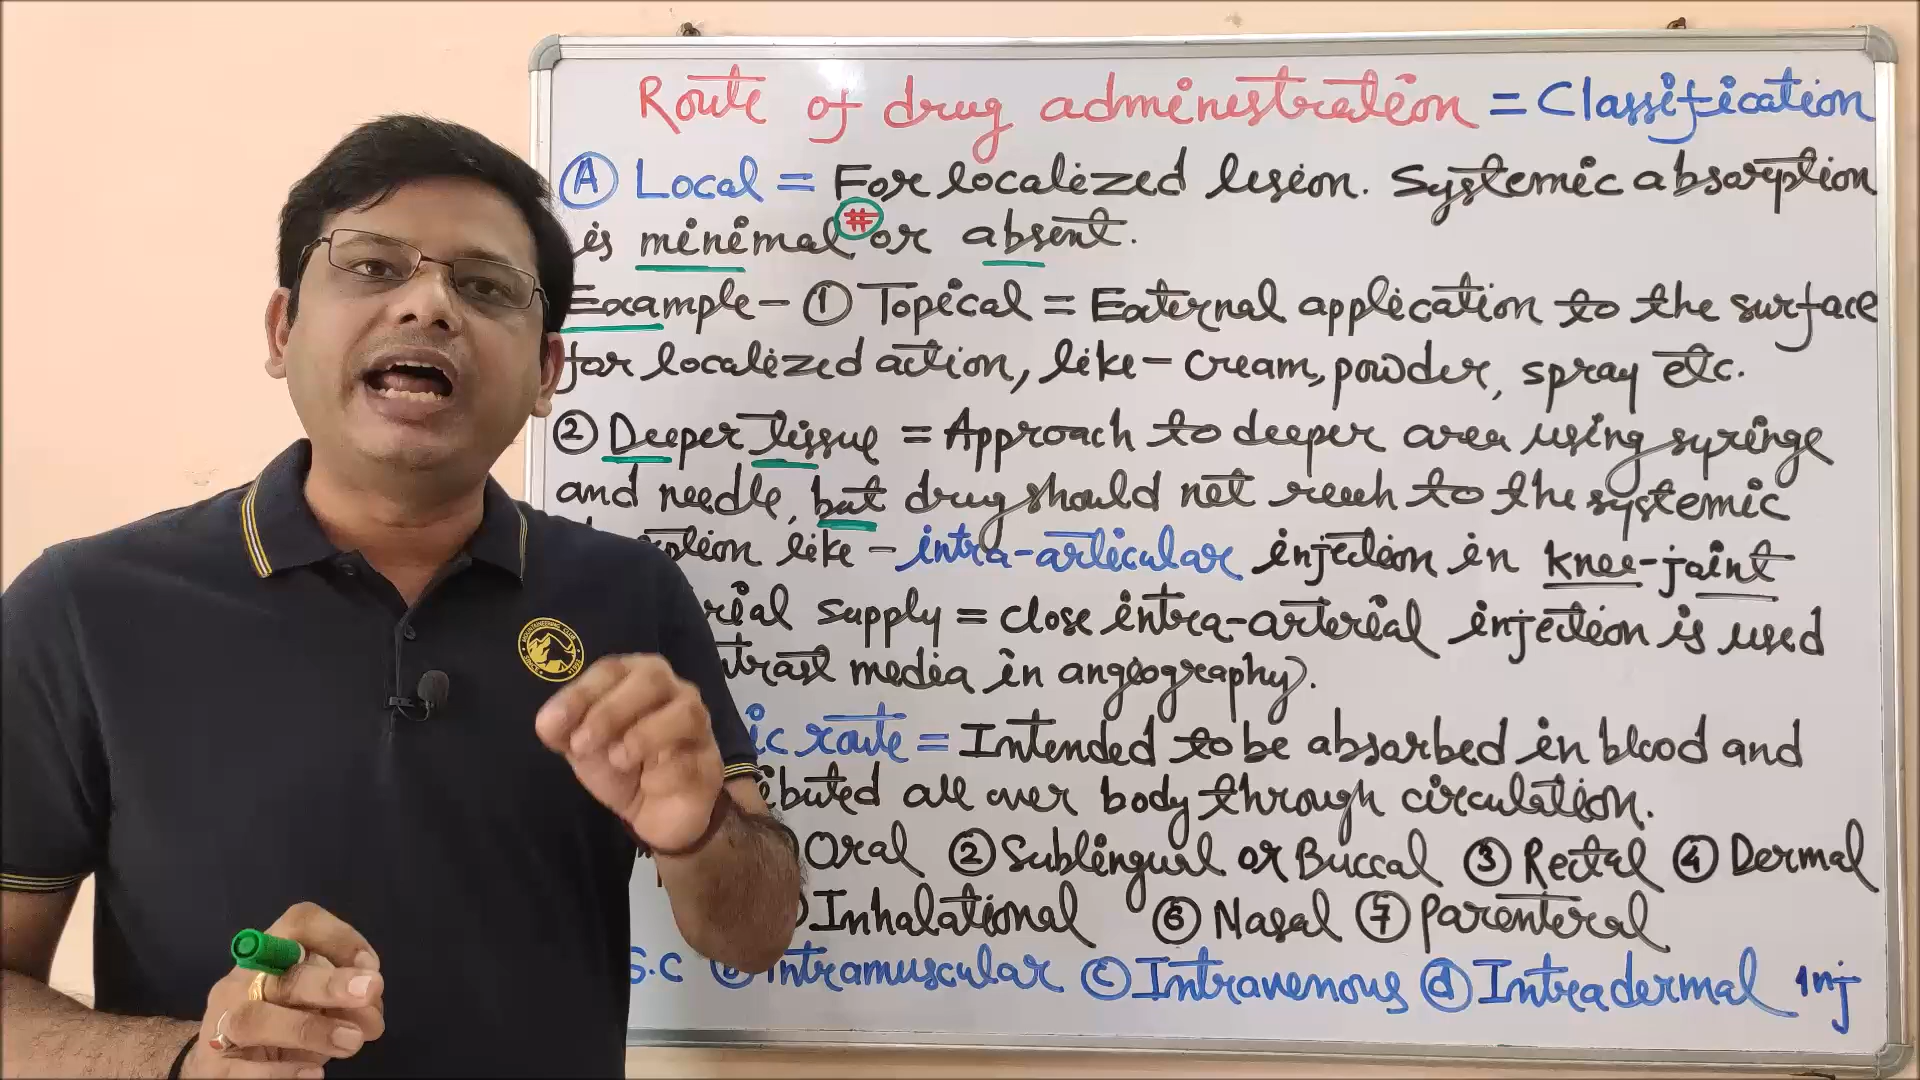 Route of drug administration = Classification
(A) Local = For localized lesion. Systemic absorption
is minimal # or absent.
Example - ① Topical = External application to the surface
for localized action, like - Cream, powder, spray etc.
② Deeper Tissue = Approach to deeper area using syringe
and needle, but drug should not reach to the systemic
like - intra-articular injection in knee-joint
supply = close intra-arterial injection is used
media in angiography).
route = Intended to be absorbed in blood and
all over body through circulation.
Oral ② Sublingual or Buccal ③ Rectal ④ Dermal
Inhalational ⑥ Nasal ⑦ parenteral
S.C Intramuscular (C) Intravenous (d) Intradermal inj
MOUNTAINEERING CLUB
SINCE